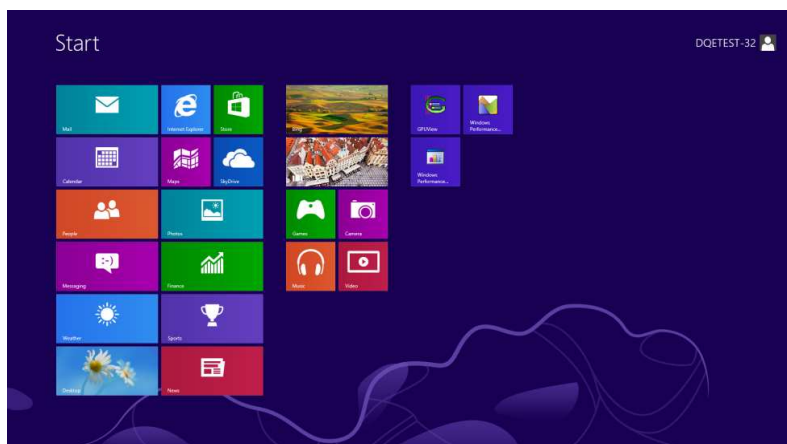 Start
DQETEST-32
Mail
Internet Explorer
Store
Bing
GPUView
Windows
Performance...
Calendar
Maps
SkyDrive
Windows
Performance...
People
Photos
Games
Camera
Messaging
Finance
Music
Video
Weather
Sports
Desktop
News